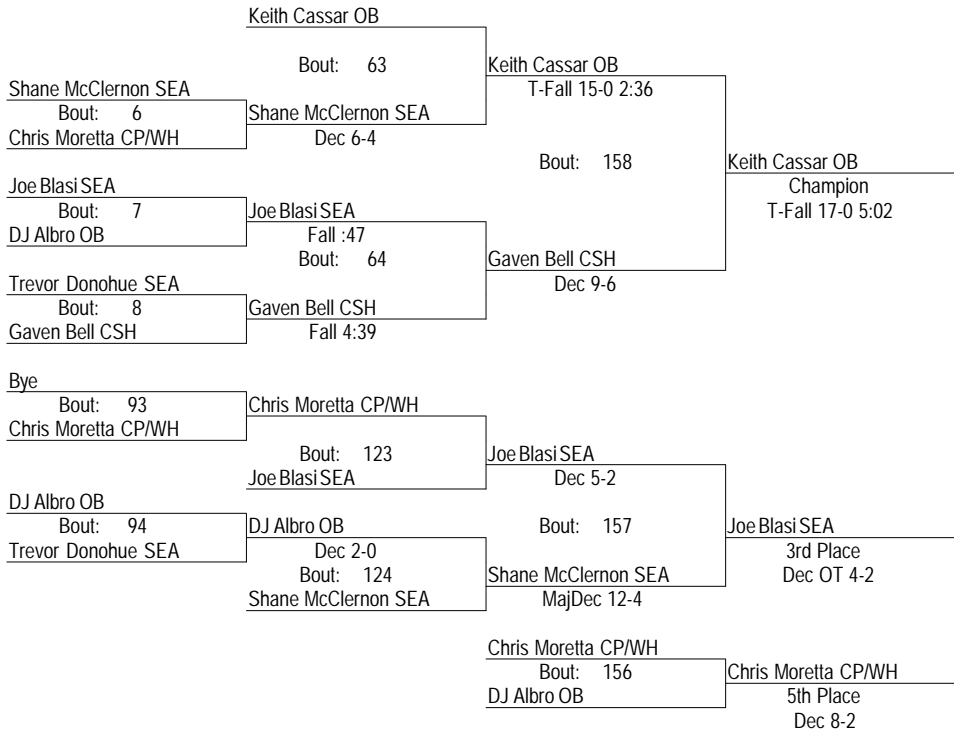 Keith Cassar OB
Bout: 63
Keith Cassar OB
T-Fall 15-0 2:36
Shane McClernon SEA
Bout: 6
Chris Moretta CP/WH
Shane McClernon SEA
Dec 6-4
Bout: 158
Keith Cassar OB
Champion
T-Fall 17-0 5:02
Joe Blasi SEA
Bout: 7
DJ Albro OB
Joe Blasi SEA
Fall :47
Bout: 64
Gaven Bell CSH
Dec 9-6
Trevor Donohue SEA
Bout: 8
Gaven Bell CSH
Gaven Bell CSH
Fall 4:39
Bye
Bout: 93
Chris Moretta CP/WH
Chris Moretta CP/WH
Bout: 123
Joe Blasi SEA
Joe Blasi SEA
Dec 5-2
DJ Albro OB
Bout: 94
Trevor Donohue SEA
DJ Albro OB
Dec 2-0
Bout: 124
Shane McClernon SEA
Bout: 157
Shane McClernon SEA
MajDec 12-4
Joe Blasi SEA
3rd Place
Dec OT 4-2
Chris Moretta CP/WH
Bout: 156
DJ Albro OB
Chris Moretta CP/WH
5th Place
Dec 8-2